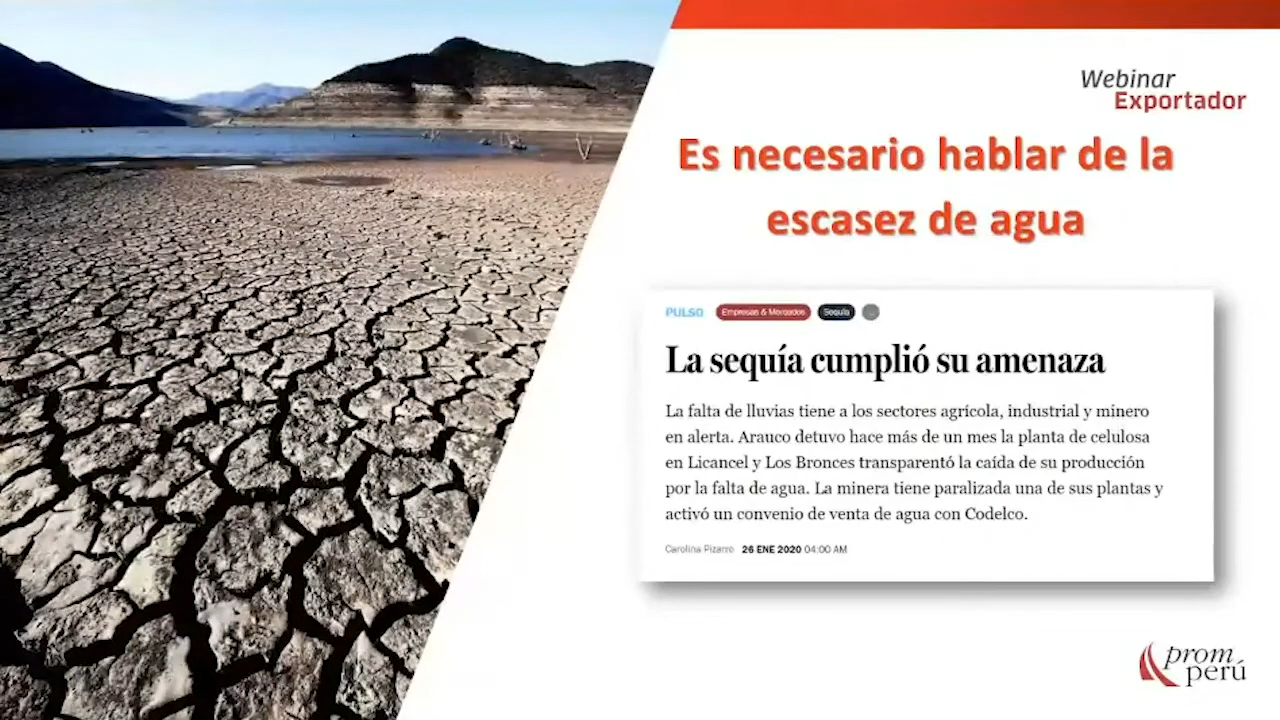 Webinar
Exportador
Es necesario hablar de la
escasez de agua
PULSO Empresas & Mercados Sequía
La sequía cumplió su amenaza
La falta de lluvias tiene a los sectores agrícola, industrial y minero
en alerta. Arauco detuvo hace más de un mes la planta de celulosa
en Licancel y Los Bronces transparentó la caída de su producción
por la falta de agua. La minera tiene paralizada una de sus plantas y
activó un convenio de venta de agua con Codelco.
Carolina Pizarro 26 ENE 2020 04:00 AM
prom
perú